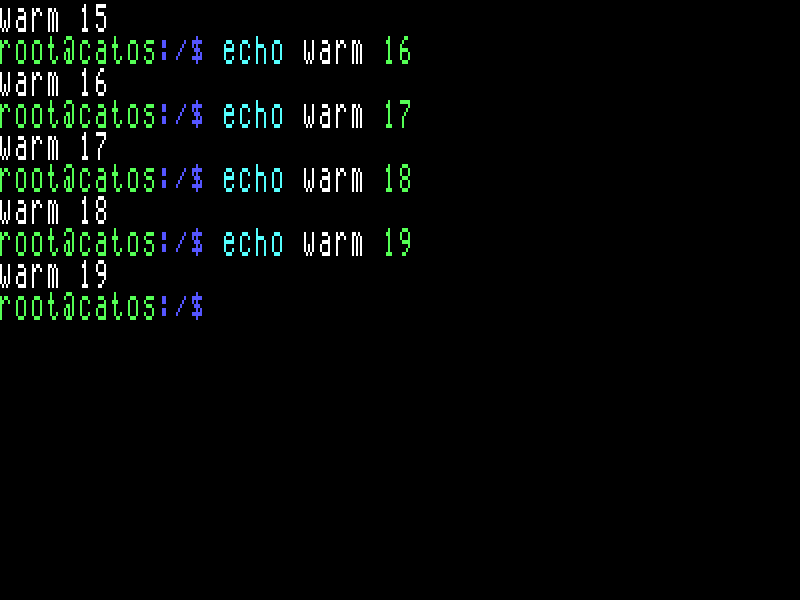 warm 15
root@catos:/$ echo warm 16
warm 16
root@catos:/$ echo warm 17
warm 17
root@catos:/$ echo warm 18
warm 18
root@catos:/$ echo warm 19
warm 19
root@catos:/$